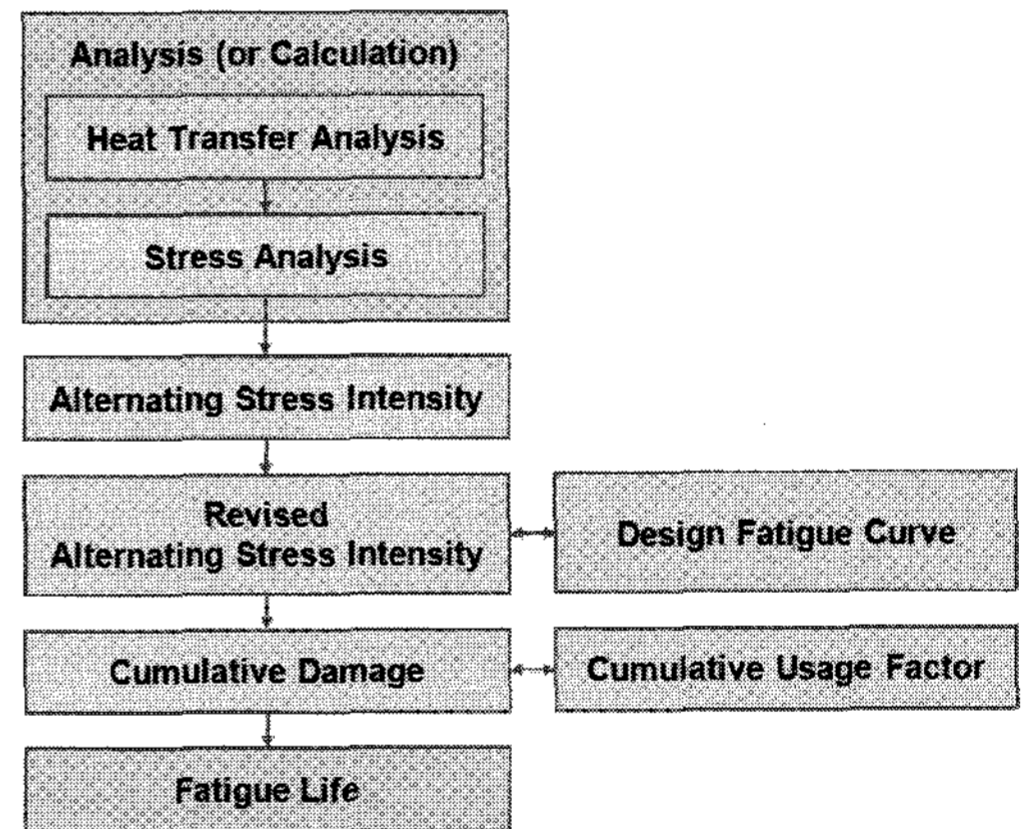 Analysis (or Calculation)
Heat Transfer Analysis
Stress Analysis
Alternating Stress Intensity
Revised
Alternating Stress Intensity
Design Fatigue Curve
Cumulative Damage
Cumulative Usage Factor
Fatigue Life